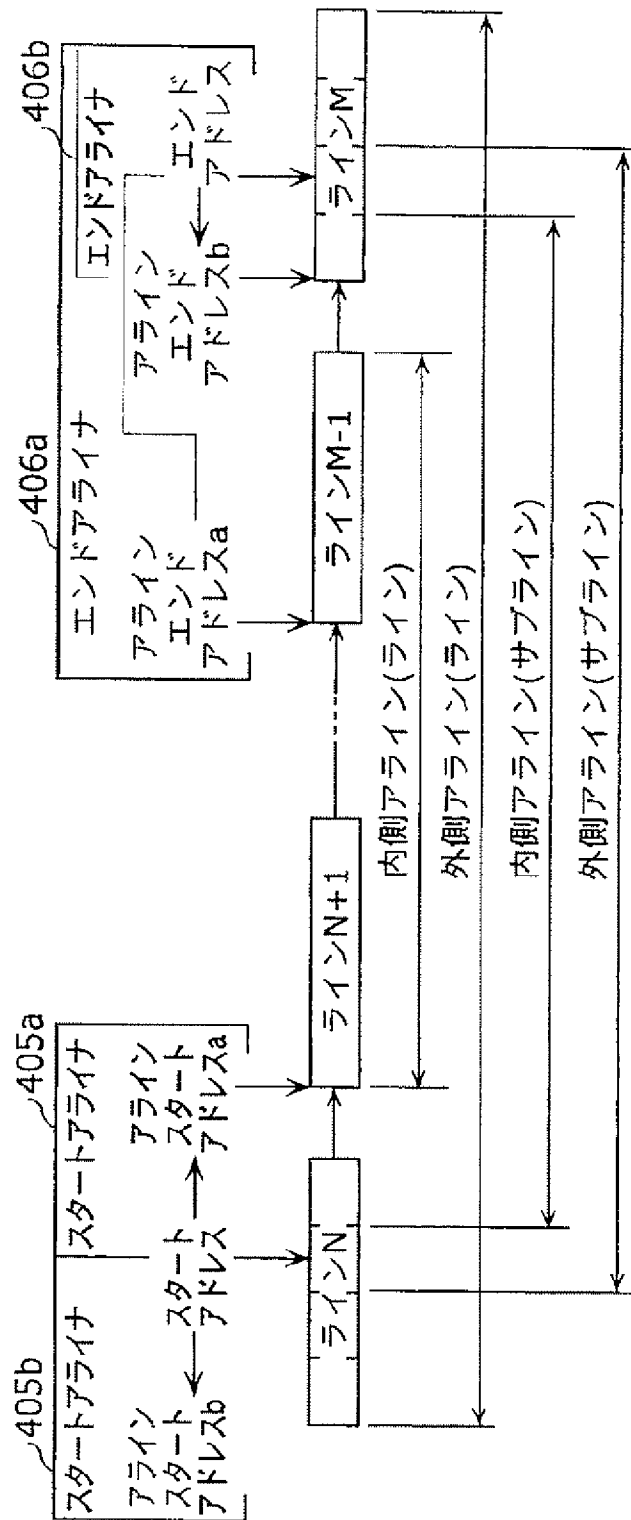 405b
405a
スタートアライナ
スタートアライナ
アライン
スタート
アドレスb
スタート
アドレス
アライン
スタート
アドレスa
406a
406b
エンドアライナ
エンドアライナ
アライン
エンド
アドレスa
アライン
エンド
アドレスb
エンド
アドレス
ラインN
ラインN+1
ラインM-1
ラインM
内側アライン(ライン)
外側アライン(ライン)
内側アライン(サブライン)
外側アライン(サブライン)